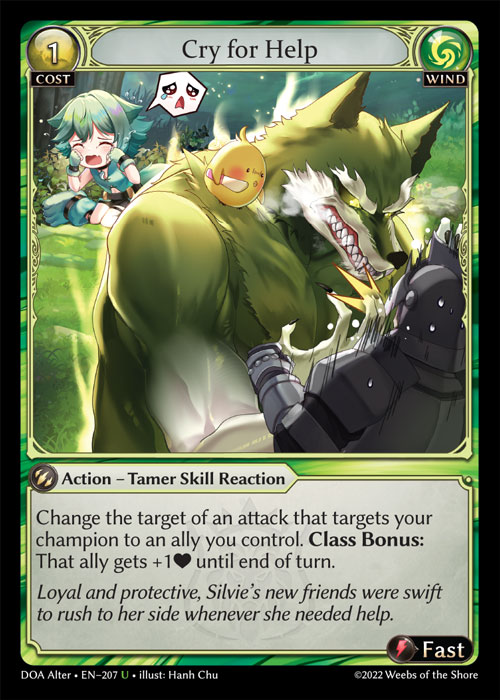 1
Cry for Help
COST
WIND
Action – Tamer Skill Reaction
Change the target of an attack that targets your
champion to an ally you control. Class Bonus:
That ally gets +1♥ until end of turn.
Loyal and protective, Silvie's new friends were swift
to rush to her side whenever she needed help.
Fast
DOA Alter • EN–207 U • illust: Hanh Chu
©2022 Weebs of the Shore